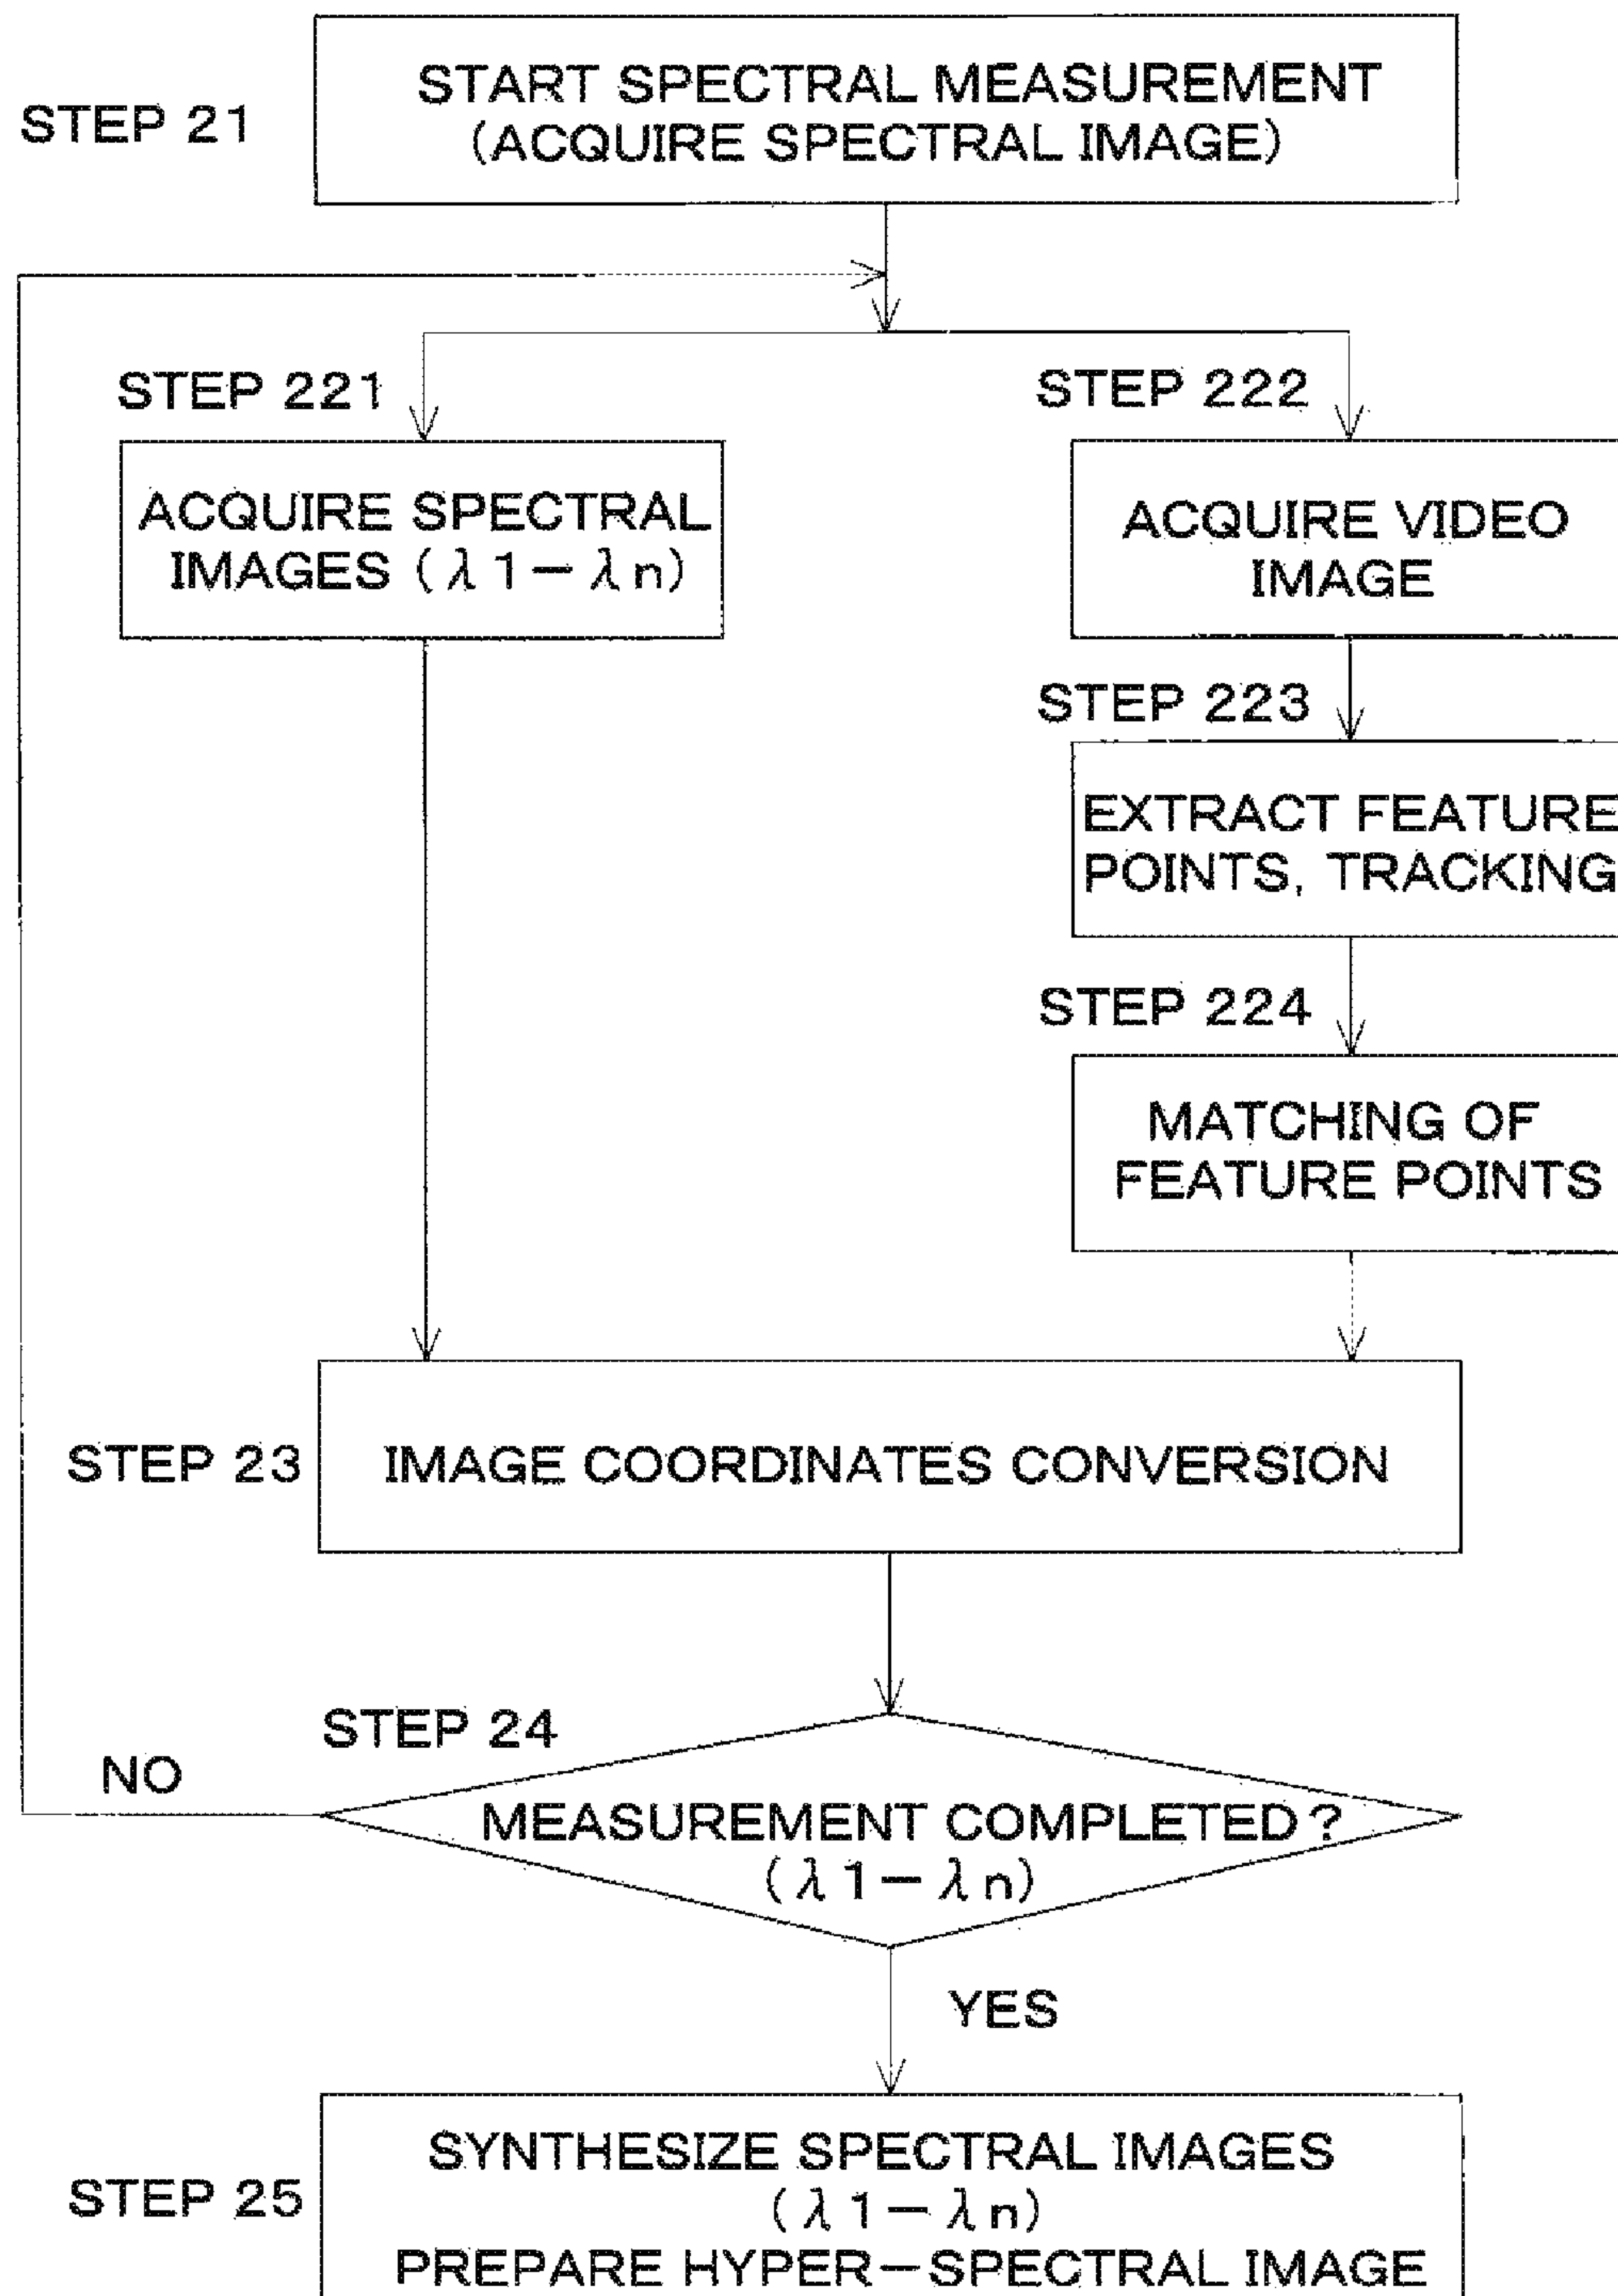 STEP 21
START SPECTRAL MEASUREMENT
(ACQUIRE SPECTRAL IMAGE)
STEP 221
ACQUIRE SPECTRAL
IMAGES (λ1－λn)
STEP 222
ACQUIRE VIDEO
IMAGE
STEP 223
EXTRACT FEATURE
POINTS, TRACKING
STEP 224
MATCHING OF
FEATURE POINTS
STEP 23
IMAGE COORDINATES CONVERSION
STEP 24
NO
MEASUREMENT COMPLETED?
(λ1－λn)
YES
STEP 25
SYNTHESIZE SPECTRAL IMAGES
(λ1－λn)
PREPARE HYPER－SPECTRAL IMAGE